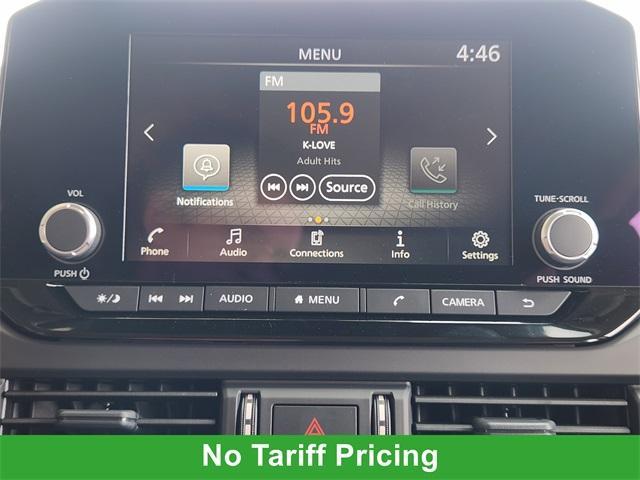 MENU
4:46
FM
105.9
FM
K-LOVE
Adult Hits
Source
Notifications
Call History
Phone
Audio
Connections
Info
Settings
VOL
PUSH
TUNE·SCROLL
PUSH SOUND
AUDIO
MENU
CAMERA
No Tariff Pricing